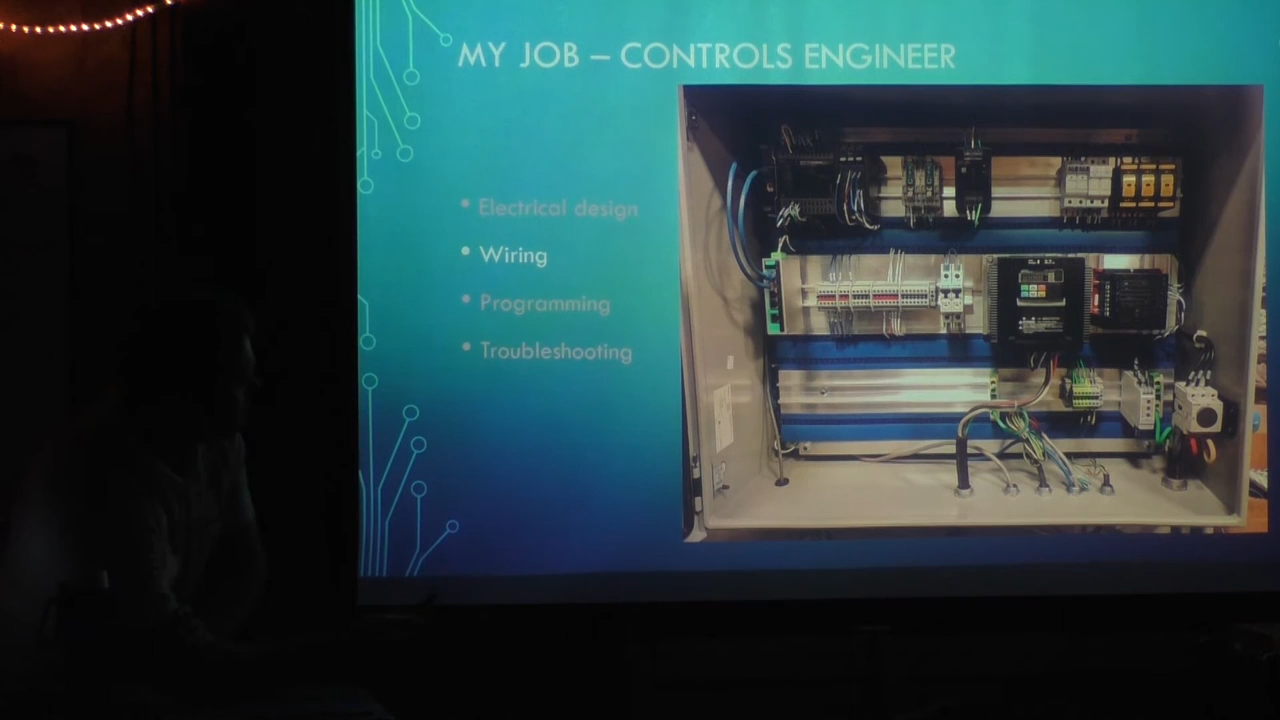 MY JOB – CONTROLS ENGINEER
• Electrical design
• Wiring
• Programming
• Troubleshooting